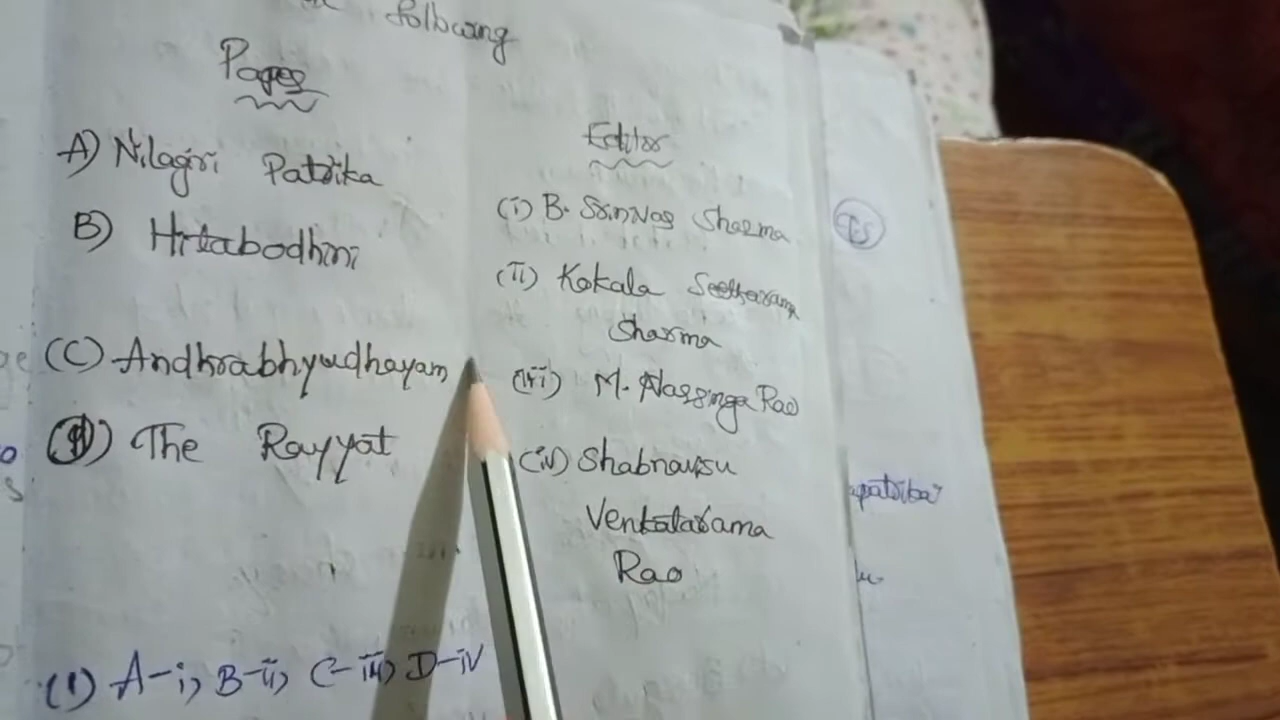 following
Papers
Editor
A) Nilagiri Patrika
(i) B. Srinivas Sharma
B) Hitabodhini
(ii) Kokala Seetharama
Sharma
(C) Andhrabhyudhayam
(iii) M. Narsinga Rao
(D) The Rayyat
(iv) Shabnavisu
Venkatarama
Rao
(1) A-i, B-ii, C-iii, D-iv